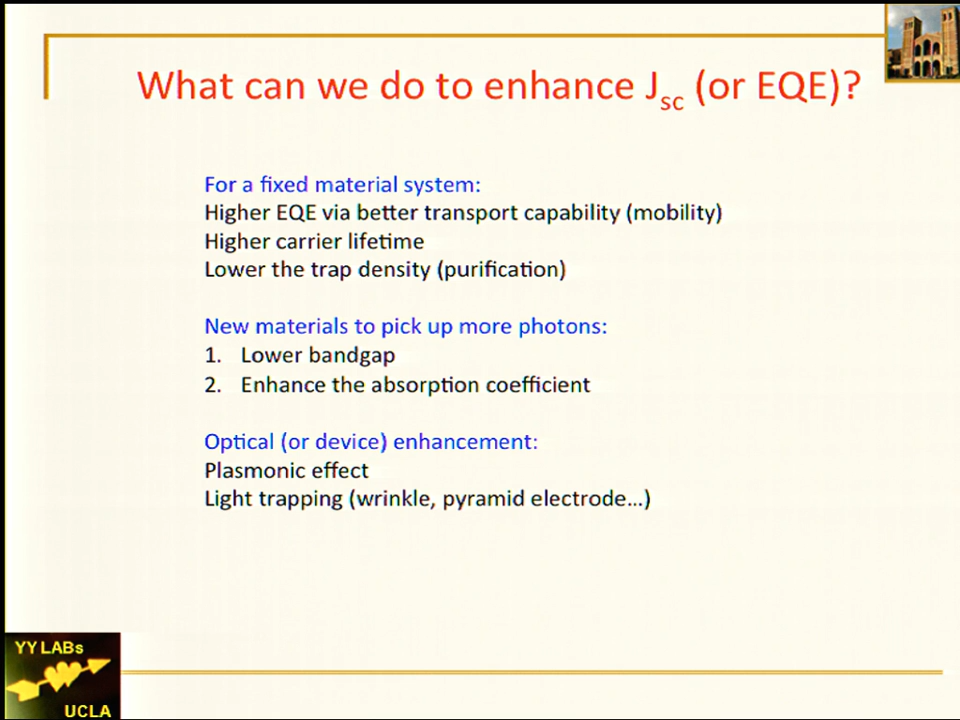 What can we do to enhance Jsc (or EQE)?
For a fixed material system:
Higher EQE via better transport capability (mobility)
Higher carrier lifetime
Lower the trap density (purification)
New materials to pick up more photons:
1. Lower bandgap
2. Enhance the absorption coefficient
Optical (or device) enhancement:
Plasmonic effect
Light trapping (wrinkle, pyramid electrode...)
YY LABs
UCLA